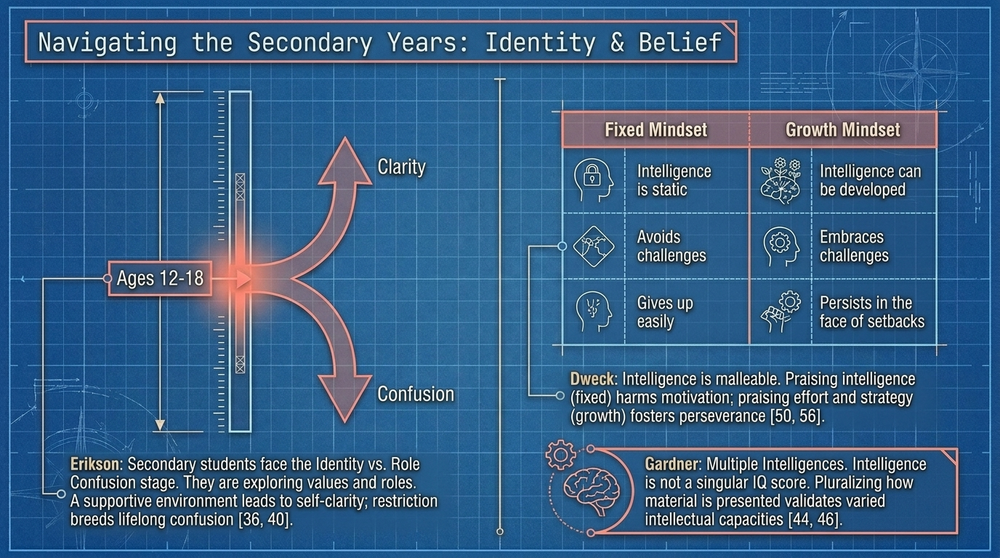 Navigating the Secondary Years: Identity & Belief
Clarity
Ages 12-18
Confusion
Erikson: Secondary students face the Identity vs. Role
Confusion stage. They are exploring values and roles.
A supportive environment leads to self-clarity; restriction
breeds lifelong confusion [36, 40].
Fixed Mindset
Growth Mindset
Intelligence
is static
Intelligence can
be developed
Avoids
challenges
Embraces
challenges
Gives up
easily
Persists in the
face of setbacks
Dweck: Intelligence is malleable. Praising intelligence
(fixed) harms motivation; praising effort and strategy
(growth) fosters perseverance [50, 56].
Gardner: Multiple Intelligences. Intelligence
is not a singular IQ score. Pluralizing how
material is presented validates varied
intellectual capacities [44, 46].